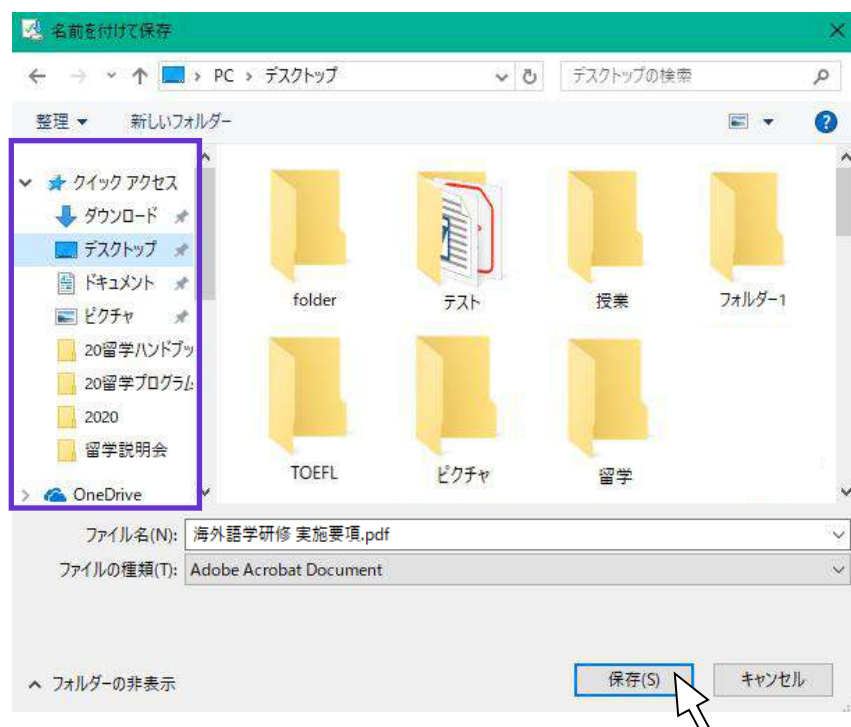 名前を付けて保存
PC › デスクトップ
デスクトップの検索
整理
新しいフォルダー
クイック アクセス
ダウンロード
デスクトップ
ドキュメント
ピクチャ
20留学ハンドブッ
20留学プログラム
2020
留学説明会
OneDrive
folder
テスト
授業
フォルダー1
TOEFL
ピクチャ
留学
ファイル名(N): 海外語学研修 実施要項.pdf
ファイルの種類(T): Adobe Acrobat Document
フォルダーの非表示
保存(S)
キャンセル